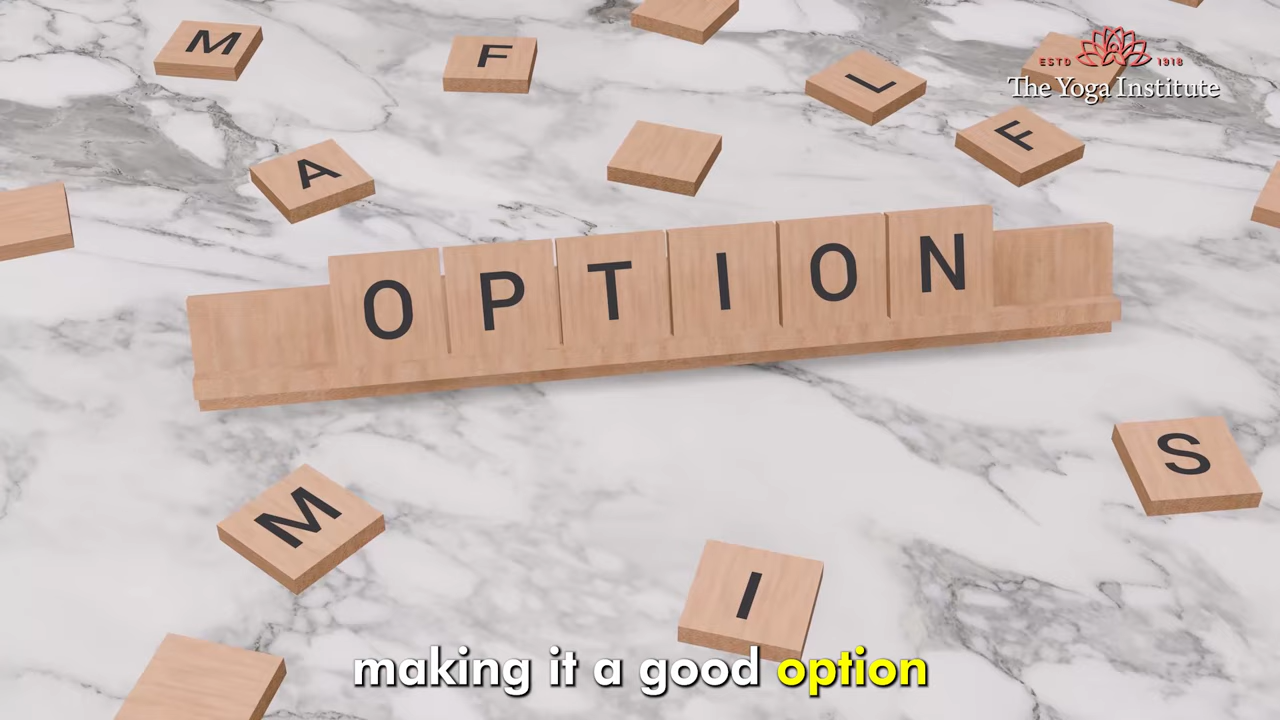 M
F
L
ESTD 1918
The Yoga Institute
F
A
OPTION
S
M
I
making it a good option